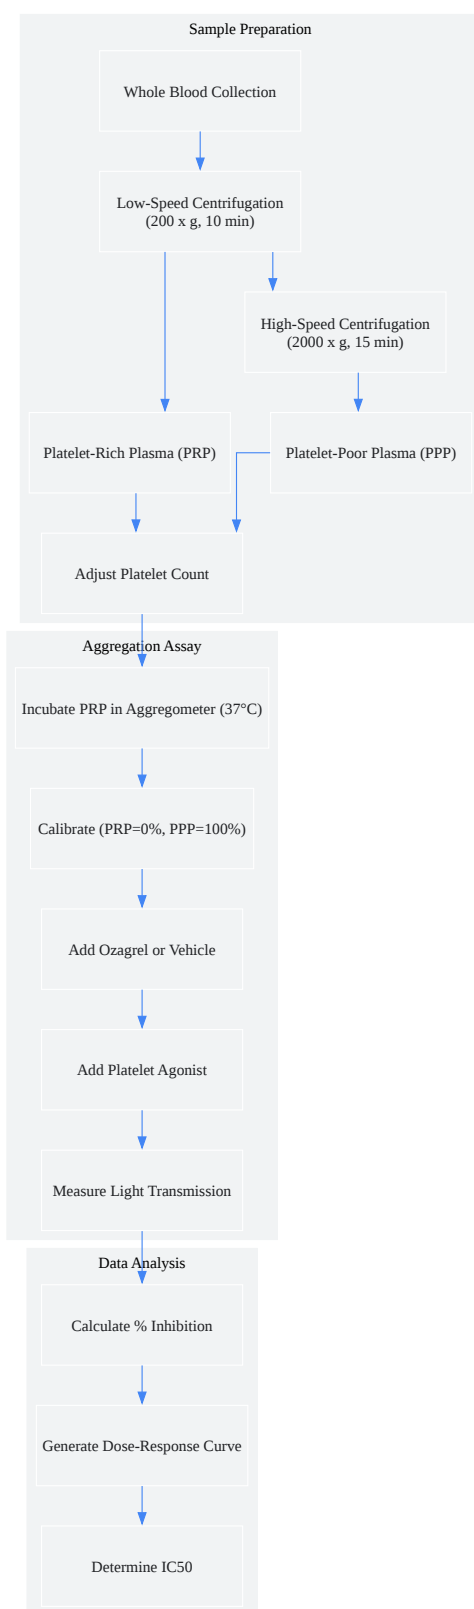 Sample Preparation
Whole Blood Collection
Low-Speed Centrifugation
(200 x g, 10 min)
High-Speed Centrifugation
(2000 x g, 15 min)
Platelet-Rich Plasma (PRP)
Platelet-Poor Plasma (PPP)
Adjust Platelet Count
Aggregation Assay
Incubate PRP in Aggregometer (37°C)
Calibrate (PRP=0%, PPP=100%)
Add Ozagrel or Vehicle
Add Platelet Agonist
Measure Light Transmission
Data Analysis
Calculate % Inhibition
Generate Dose-Response Curve
Determine IC50